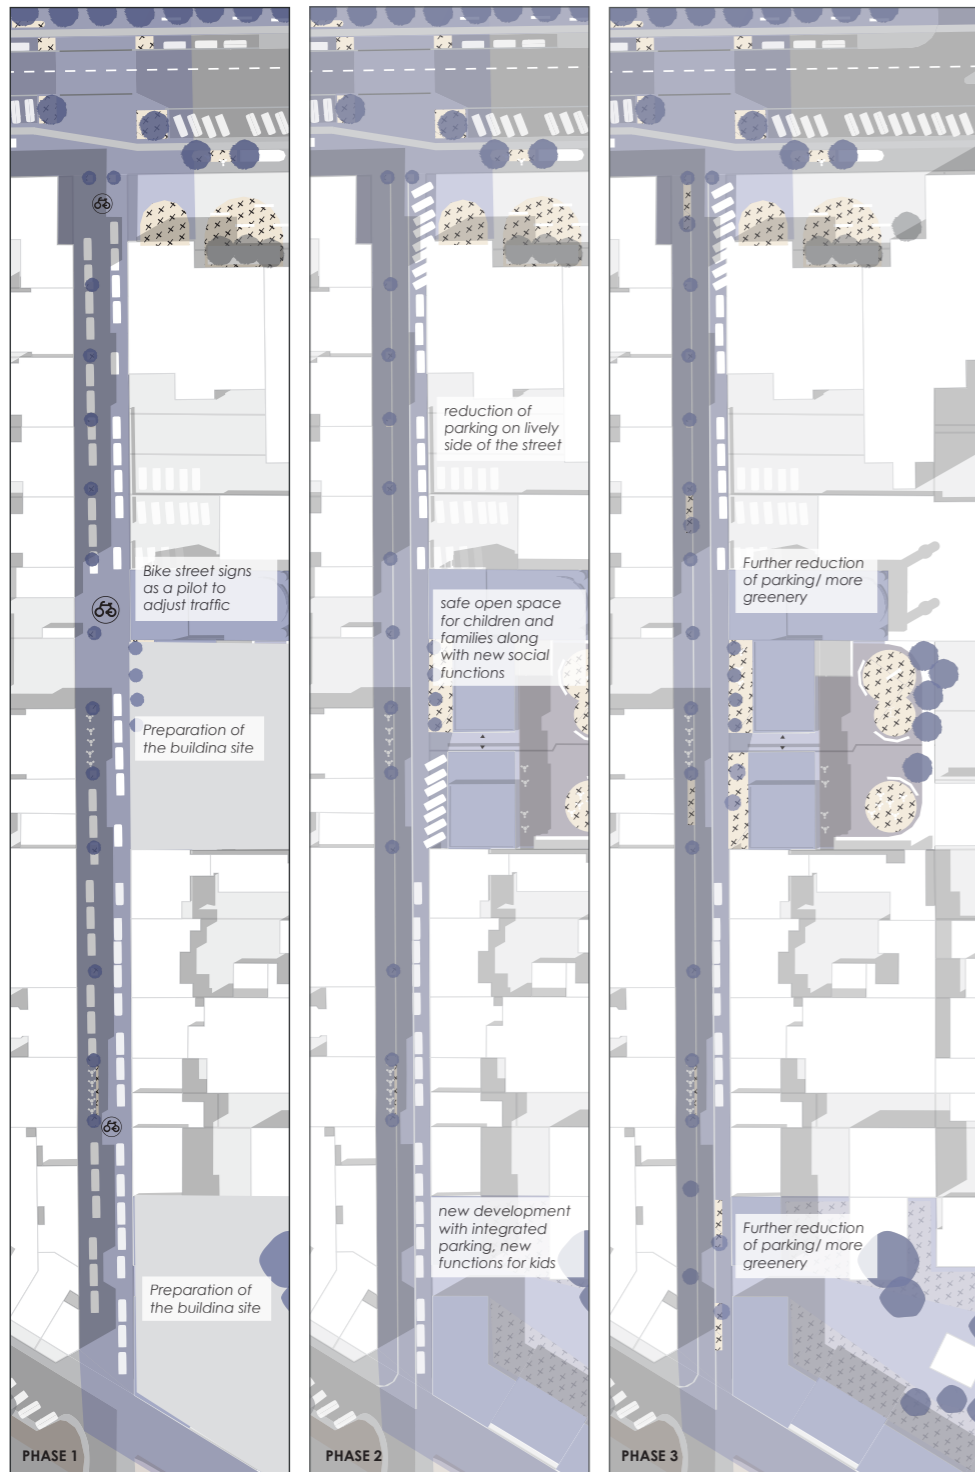 Bike street signs
as a pilot to
adjust traffic
Preparation of
the buildina site
Preparation of
the buildina site
PHASE 1
reduction of
parking on lively
side of the street
safe open space
for children and
families along
with new social
functions
new development
with integrated
parking, new
functions for kids
PHASE 2
Further reduction
of parking/ more
greenery
Further reduction
of parking/ more
greenery
PHASE 3